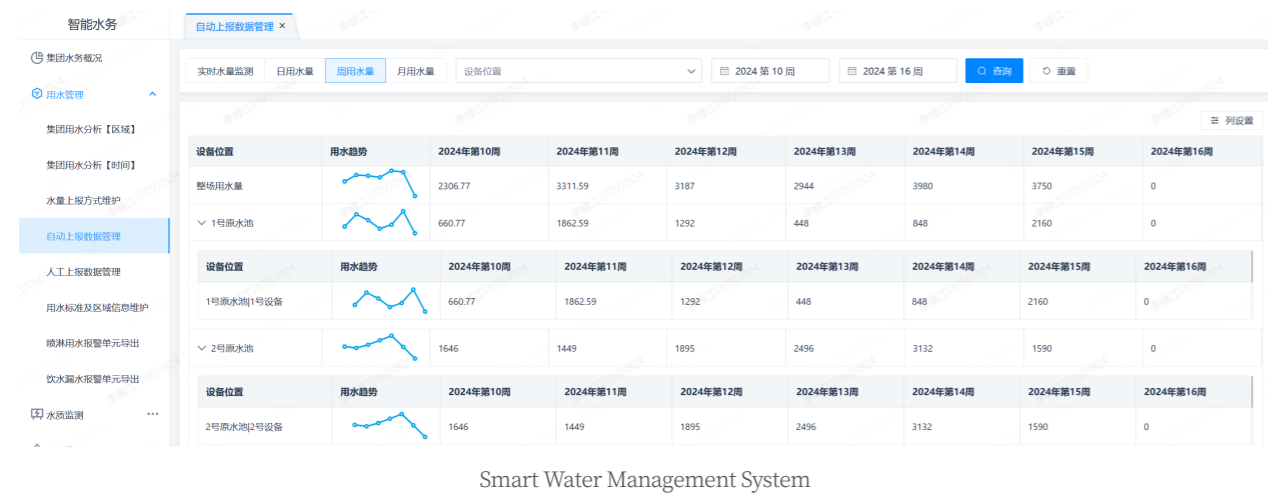 智能水务
自动上报数据管理 ×
集团水务概况
用水管理
集团用水分析【区域】
集团用水分析【时间】
水量上报方式维护
自动上报数据管理
人工上报数据管理
用水标准及区域信息维护
喷淋用水报警单元导出
饮水漏水报警单元导出
水质监测 ...
实时水量监测 日用水量 周用水量 月用水量 设备位置 2024 第 10 周 2024 第 16 周 查询 重置
列设置
设备位置 用水趋势 2024年第10周 2024年第11周 2024年第12周 2024年第13周 2024年第14周 2024年第15周 2024年第16周
整场用水量 2306.77 3311.59 3187 2944 3980 3750 0
1号原水池 660.77 1862.59 1292 448 848 2160 0
设备位置 用水趋势 2024年第10周 2024年第11周 2024年第12周 2024年第13周 2024年第14周 2024年第15周 2024年第16周
1号原水池|1号设备 660.77 1862.59 1292 448 848 2160 0
2号原水池 1646 1449 1895 2496 3132 1590 0
设备位置 用水趋势 2024年第10周 2024年第11周 2024年第12周 2024年第13周 2024年第14周 2024年第15周 2024年第16周
2号原水池|2号设备 1646 1449 1895 2496 3132 1590 0
Smart Water Management System